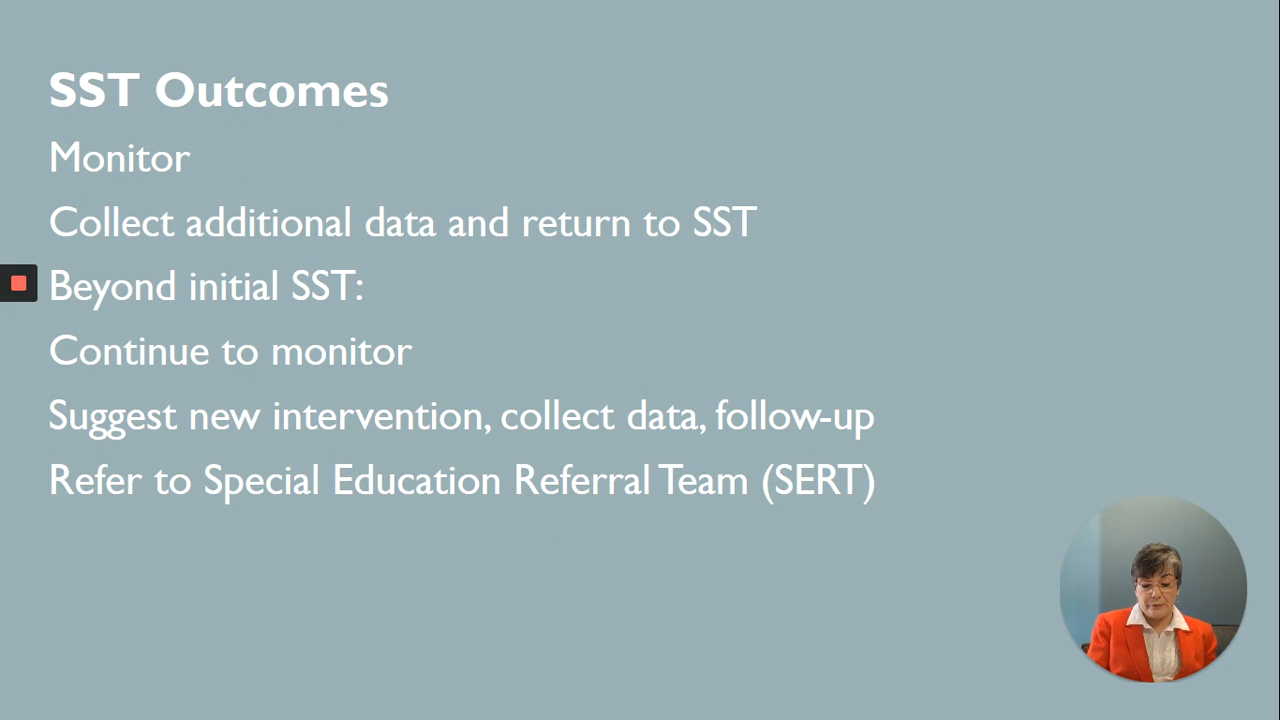 SST Outcomes
Monitor
Collect additional data and return to SST
Beyond initial SST:
Continue to monitor
Suggest new intervention, collect data, follow-up
Refer to Special Education Referral Team (SERT)